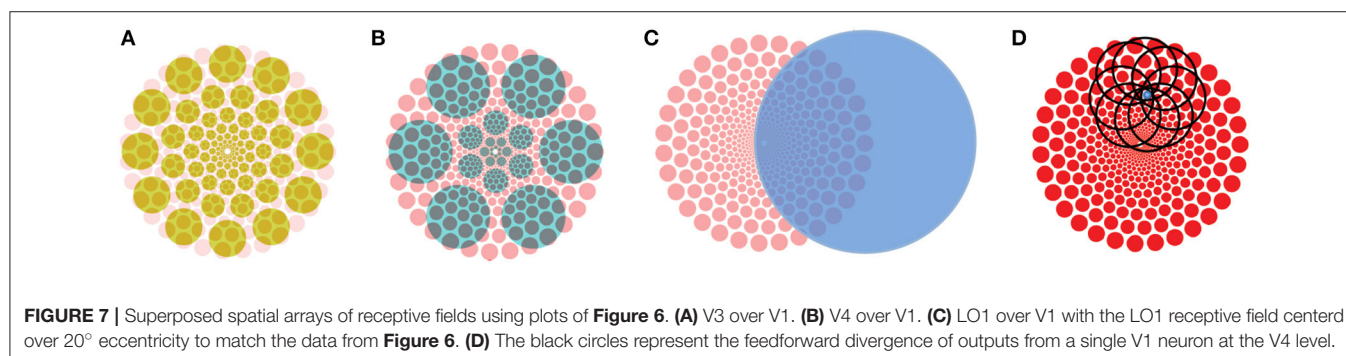 A
B
C
D
FIGURE 7 | Superposed spatial arrays of receptive fields using plots of Figure 6. (A) V3 over V1. (B) V4 over V1. (C) LO1 over V1 with the LO1 receptive field centerd
over 20° eccentricity to match the data from Figure 6. (D) The black circles represent the feedforward divergence of outputs from a single V1 neuron at the V4 level.